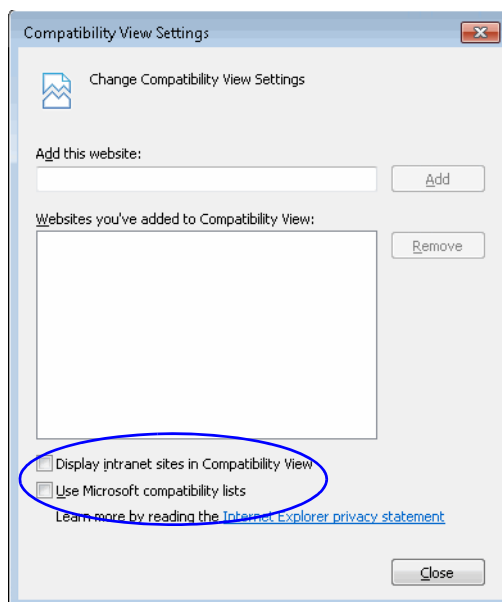 Compatibility View Settings
Change Compatibility View Settings
Add this website:
Add
Websites you've added to Compatibility View:
Remove
Display intranet sites in Compatibility View
Use Microsoft compatibility lists
Learn more by reading the Internet Explorer privacy statement
Close